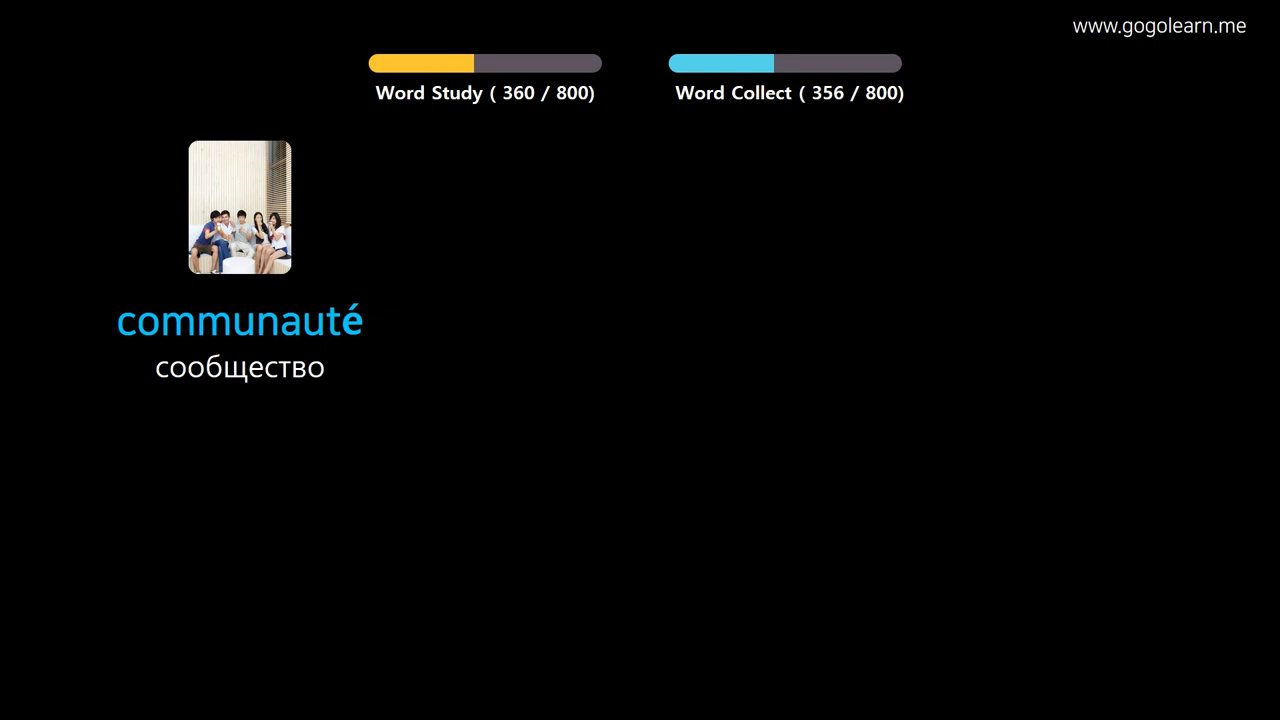 www.gogolearn.me
Word Study ( 360 / 800)
Word Collect ( 356 / 800)
communauté
сообщество